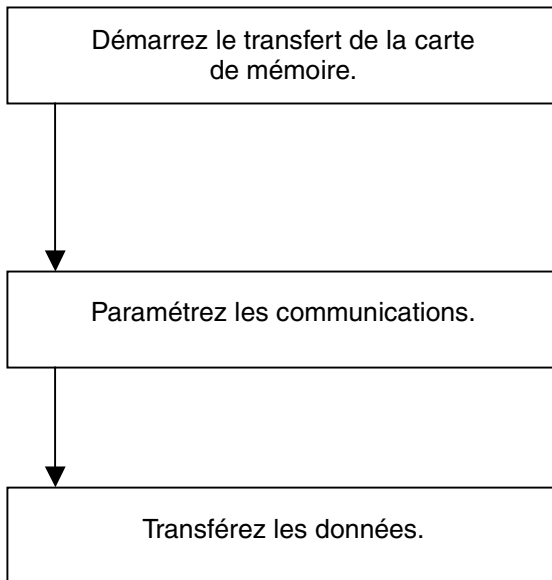 Démarrez le transfert de la carte
de mémoire.
Paramétrez les communications.
Transférez les données.